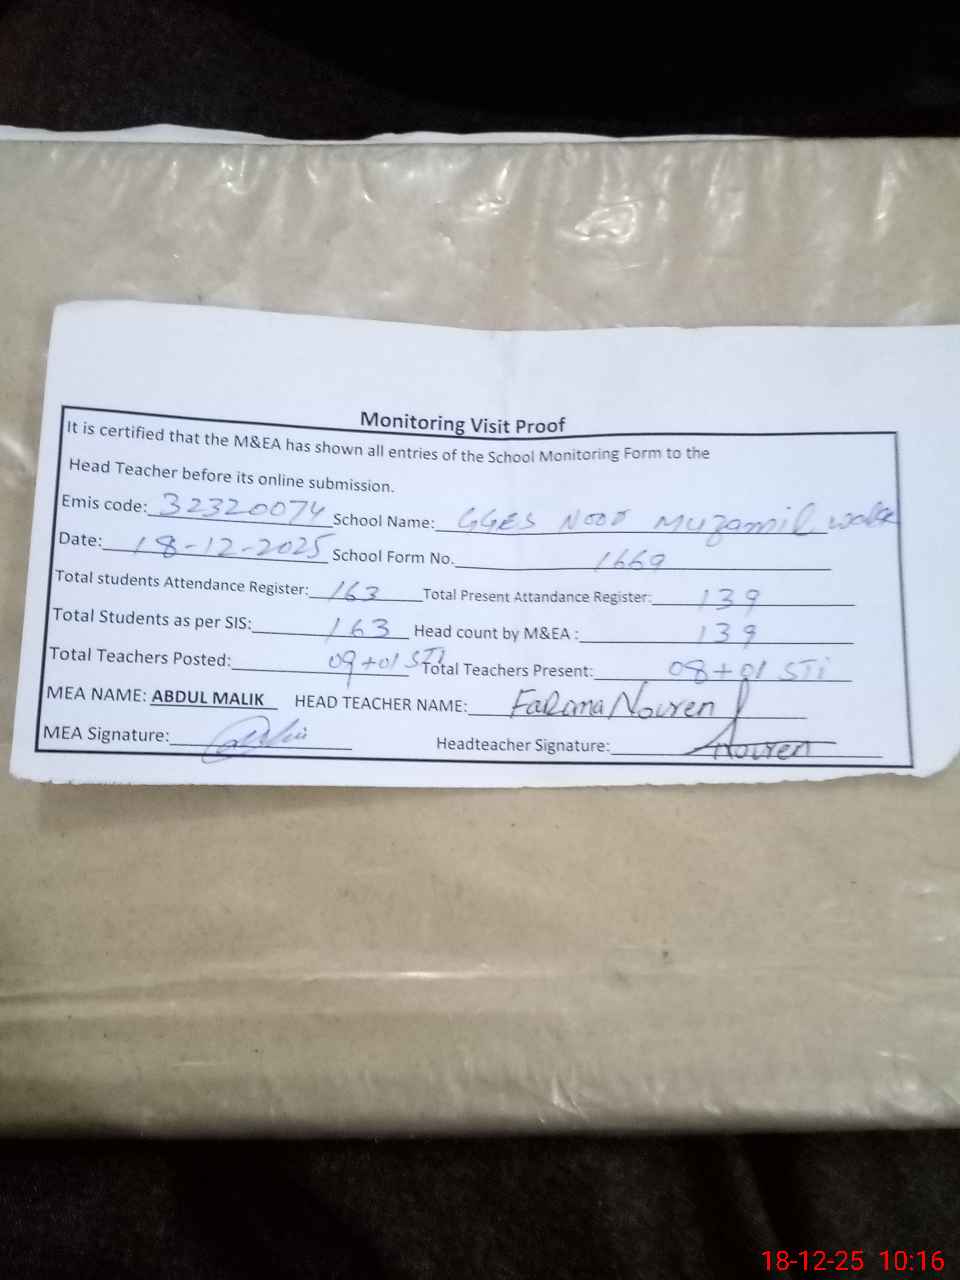 Monitoring Visit Proof
It is certified that the M&EA has shown all entries of the School Monitoring Form to the
Head Teacher before its online submission.
Emis code: 32320074 School Name: GGES Noor Muzamil
Date: 18-12-2025 School Form No. 1669
Total students Attendance Register: 163 Total Present Attandance Register: 139
Total Students as per SIS: 163 Head count by M&EA : 139
Total Teachers Posted: 09+01 STI Total Teachers Present: 08+01 STi
MEA NAME: ABDUL MALIK HEAD TEACHER NAME: Nouren
MEA Signature: Headteacher Signature: Nouren
18-12-25 10:16